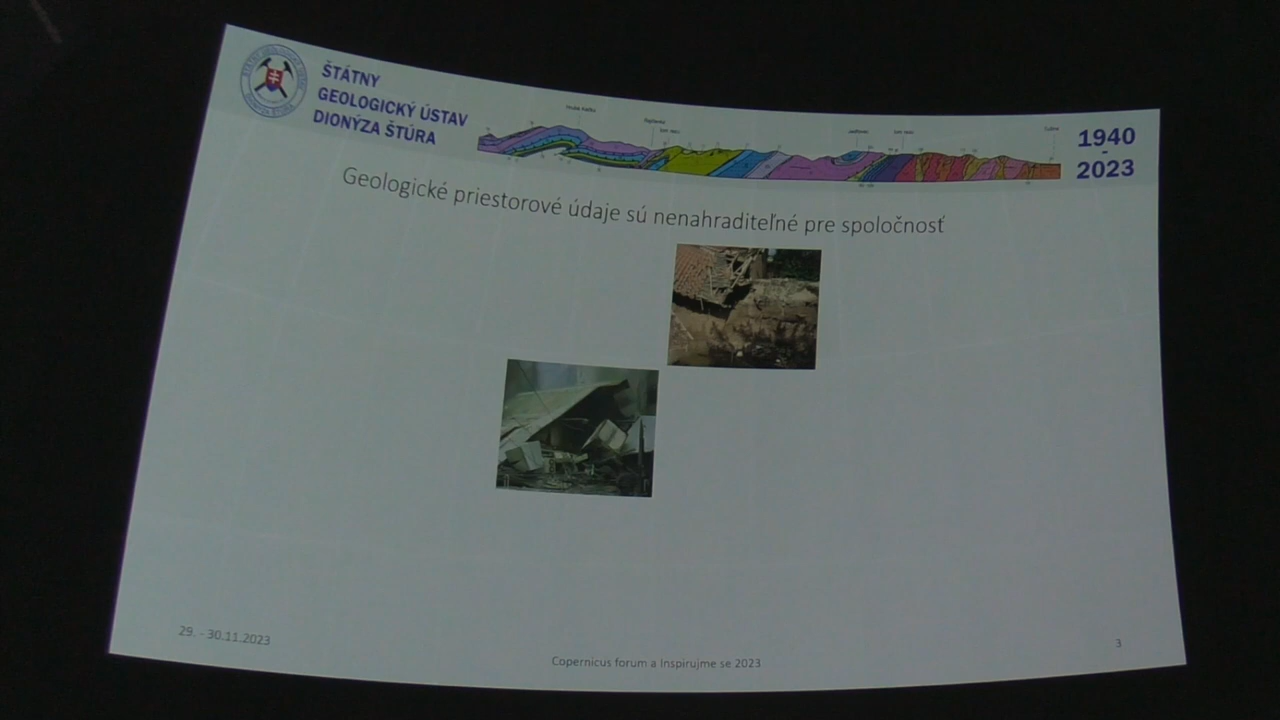 ŠTÁTNY
GEOLOGICKÝ ÚSTAV
DIONÝZA ŠTÚRA
1940
-
2023
Geologické priestorové údaje sú nenahraditeľné pre spoločnosť
29. - 30.11.2023
Copernicus forum a Inspirujme se 2023
3